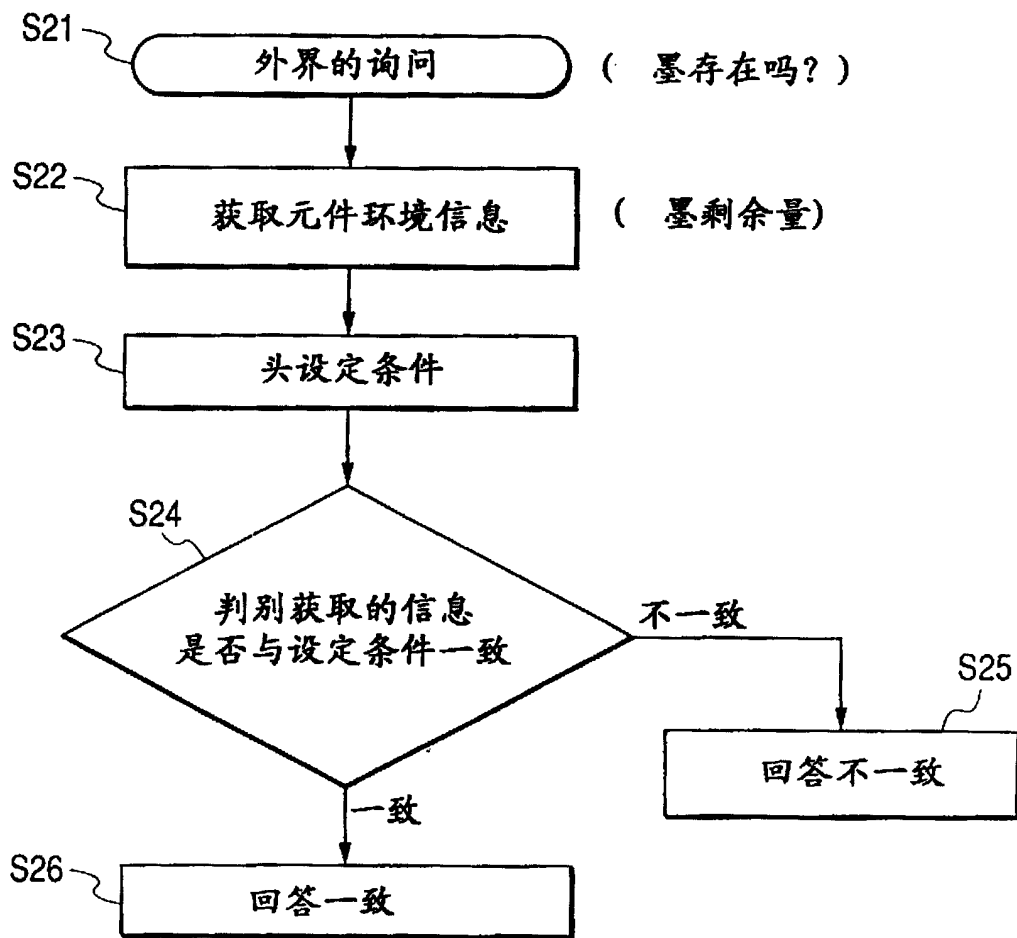 S21
外界的询问
( 墨存在吗? )
S22
获取元件环境信息
( 墨剩余量)
S23
头设定条件
S24
判别获取的信息
是否与设定条件一致
不一致
S25
回答不一致
一致
S26
回答一致